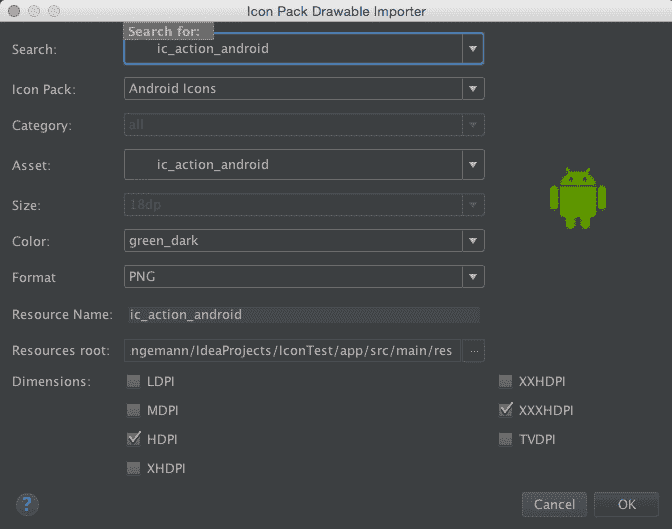 Icon Pack Drawable Importer
Search for:
Search: ic_action_android
Icon Pack: Android Icons
Category: all
Asset: ic_action_android
Size: 18dp
Color: green_dark
Format PNG
Resource Name: ic_action_android
Resources root: ngemann/IdeaProjects/IconTest/app/src/main/res ...
Dimensions: LDPI XXHDPI
MDPI XXXHDPI
HDPI TVDPI
XHDPI
? Cancel OK